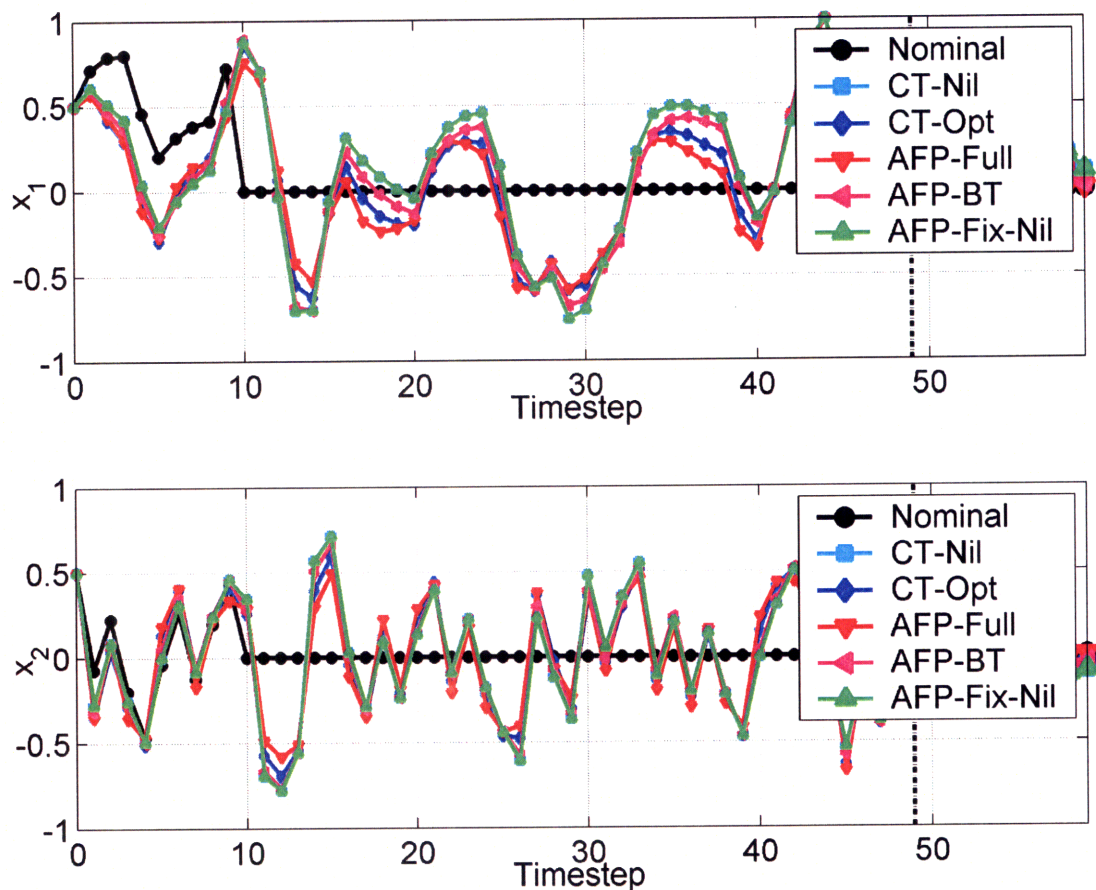 1
0.5
0
-0.5
-1
x1
0
10
20
30
40
50
Timestep
Nominal
CT-Nil
CT-Opt
AFP-Full
AFP-BT
AFP-Fix-Nil
1
0.5
0
-0.5
-1
x2
0
10
20
30
40
50
Timestep
Nominal
CT-Nil
CT-Opt
AFP-Full
AFP-BT
AFP-Fix-Nil